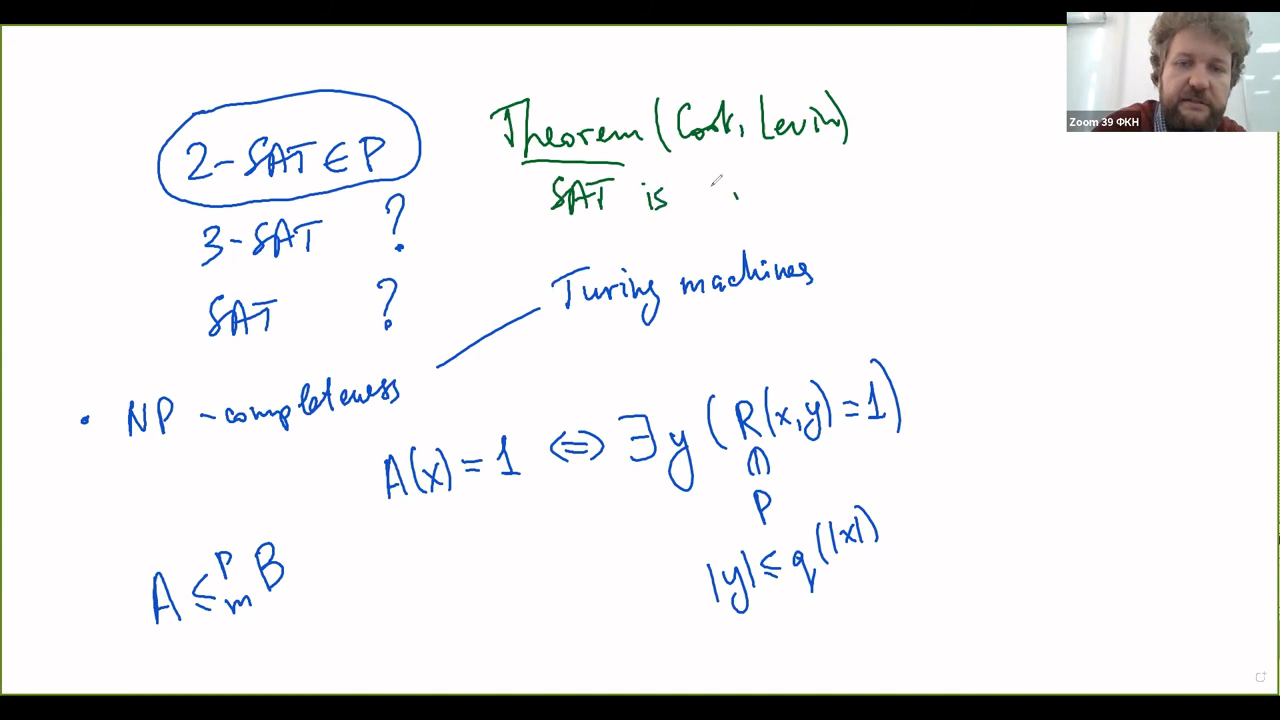 2-SAT ∈ P
3-SAT ?
SAT ?
Theorem (Cook, Levin)
SAT is
Turing machines
• NP-completeness
A(x) = 1 ⇔ ∃ y (R(x,y) = 1)
⋒
P
|y| ≤ q(|x|)
A ≤ᵖₘ B
Zoom 39 ФКН